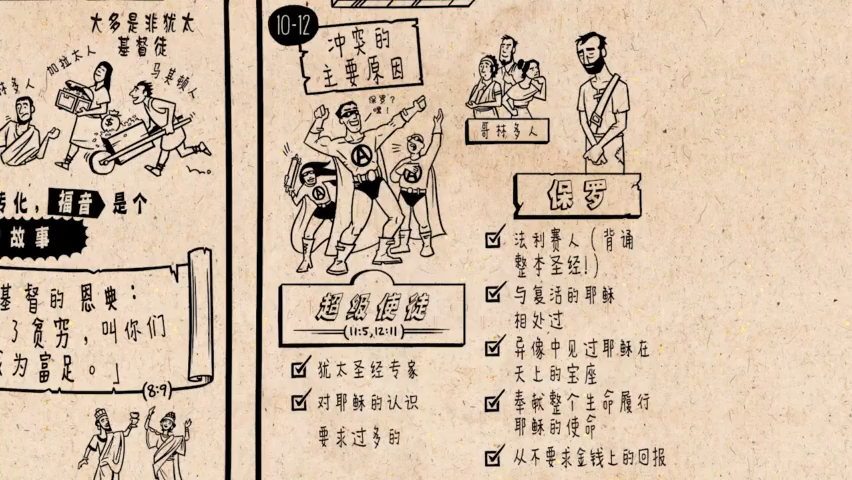 大多是非犹太
基督徒
加拉太人
马其顿人
林多人
转化，福音 是个
故事
基督的恩典：
了贫穷，叫你们
成为富足。」
(8:9)
10-12
冲突的
主要原因
保罗？
嘿！
A
A
A
超级使徒
(11:5,12:11)
犹太圣经专家
对耶稣的认识
要求过多的
哥林多人
保罗
法利赛人（背诵
整本圣经！）
与复活的耶稣
相处过
异像中见过耶稣在
天上的宝座
奉献整个生命履行
耶稣的使命
从不要求金钱上的回报